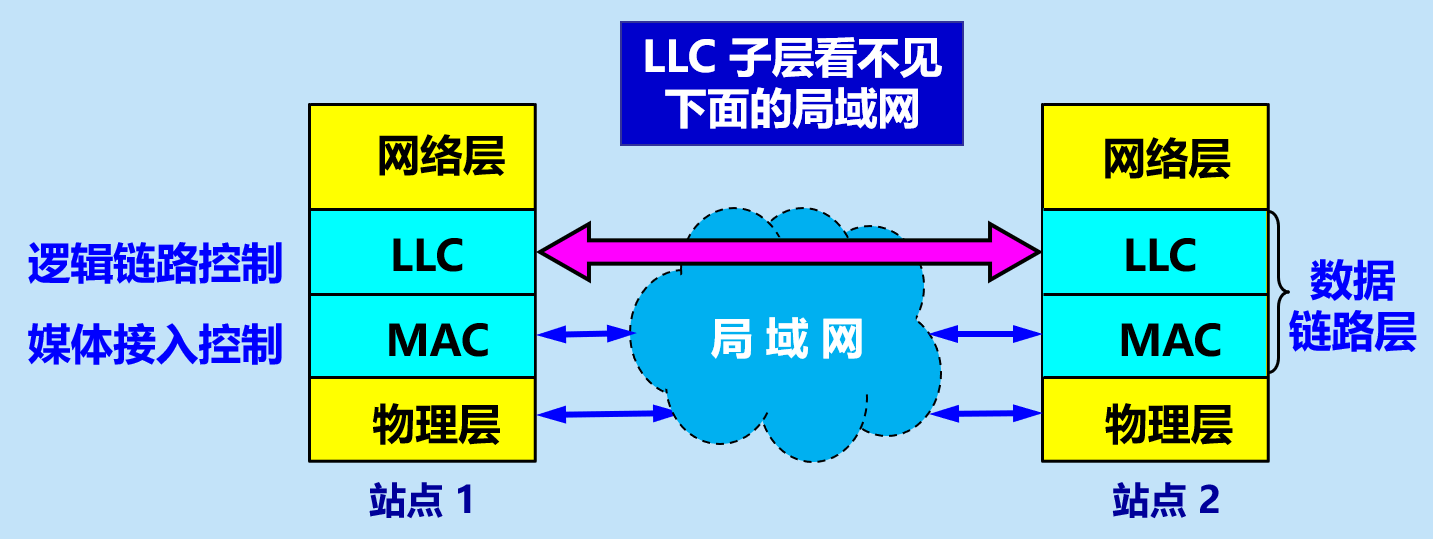 LLC 子层看不见
下面的局域网
网络层
网络层
逻辑链路控制
LLC
LLC
数据
链路层
媒体接入控制
MAC
局 域 网
MAC
物理层
物理层
站点 1
站点 2